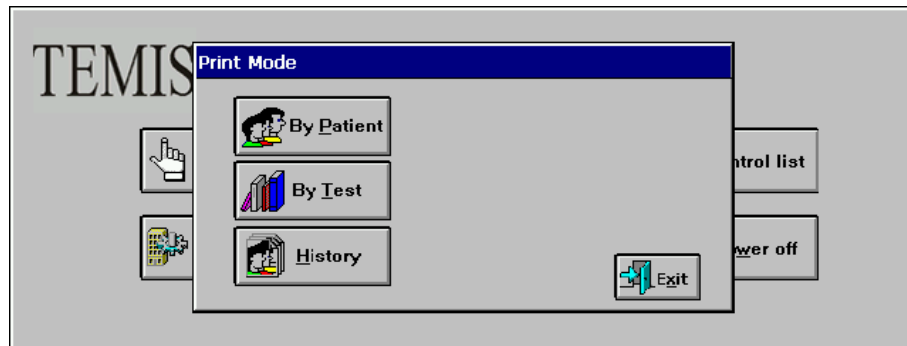 TEMIS
Print Mode
By Patient
By Test
History
Exit
ntrol list
wer off